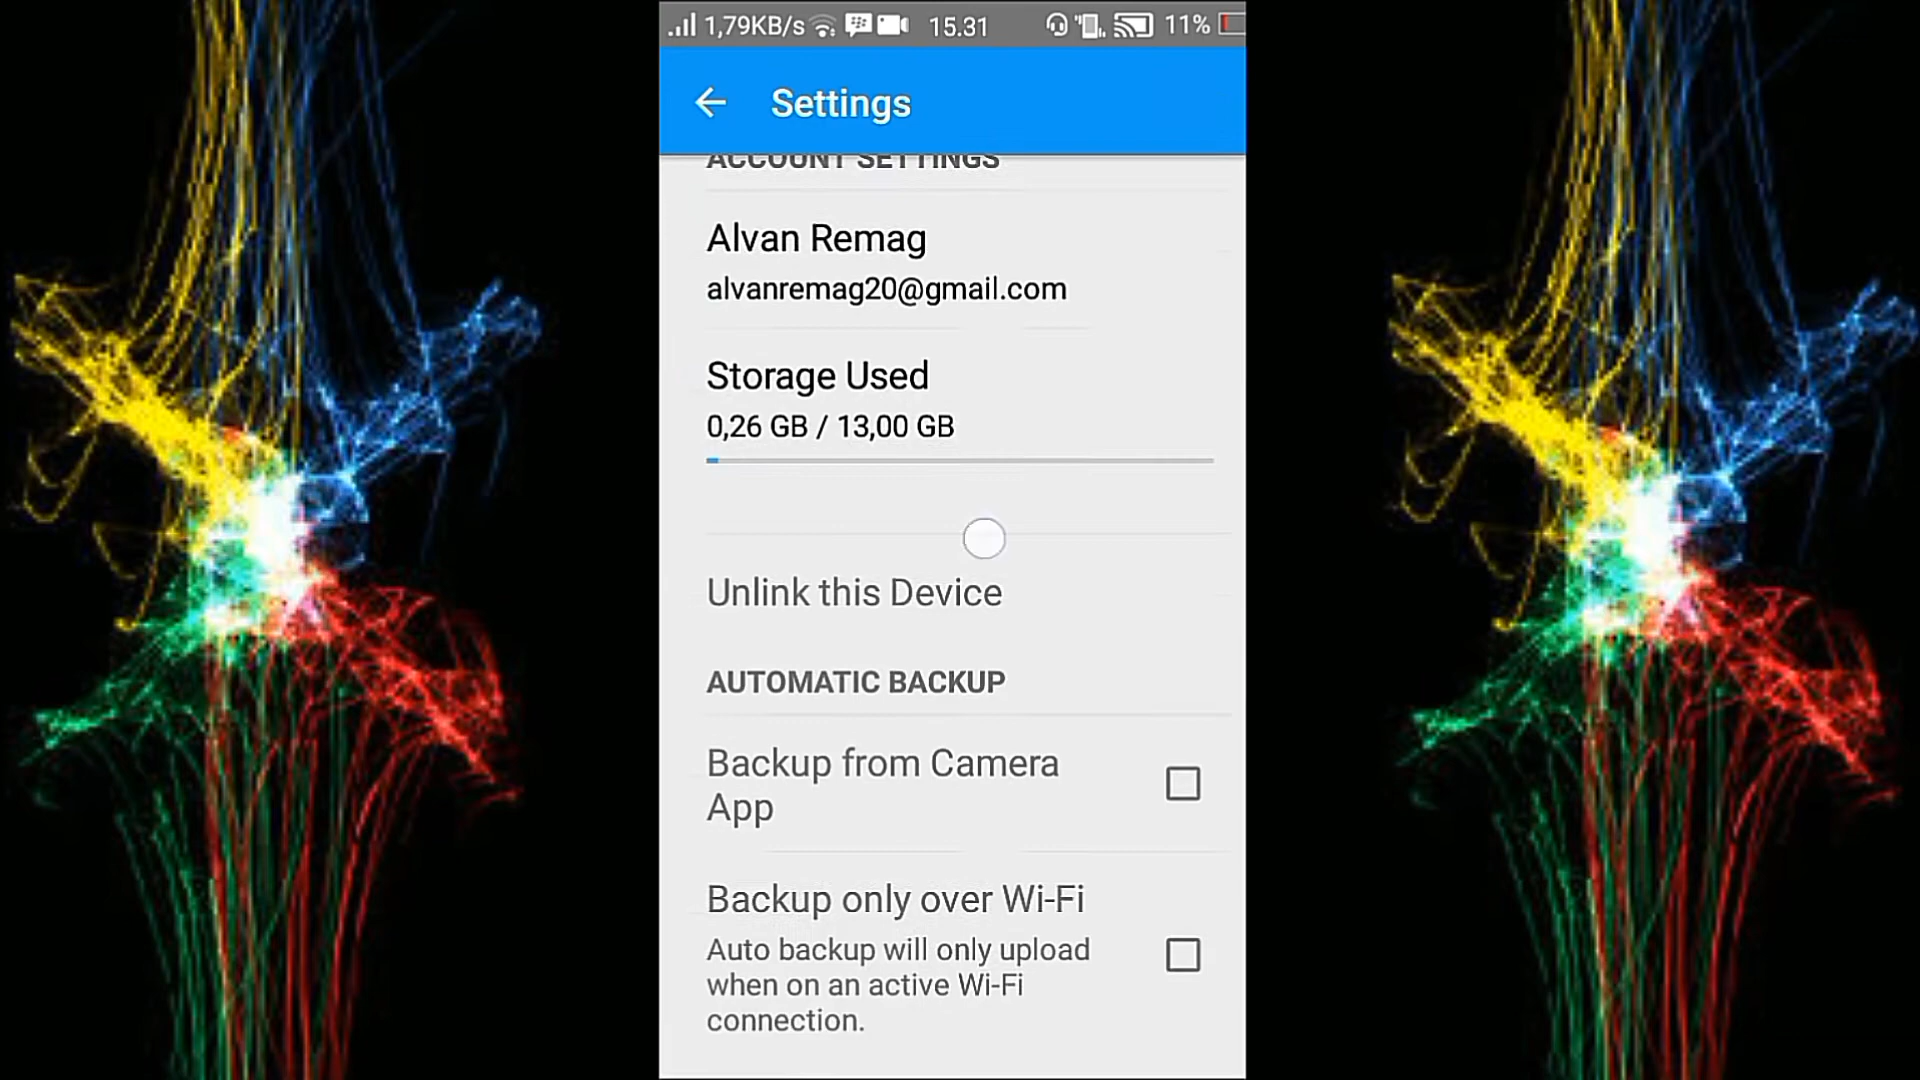 1,79KB/s 15.31 11%
Settings
ACCOUNT SETTINGS
Alvan Remag
alvanremag20@gmail.com
Storage Used
0,26 GB / 13,00 GB
Unlink this Device
AUTOMATIC BACKUP
Backup from Camera
App
Backup only over Wi-Fi
Auto backup will only upload
when on an active Wi-Fi
connection.